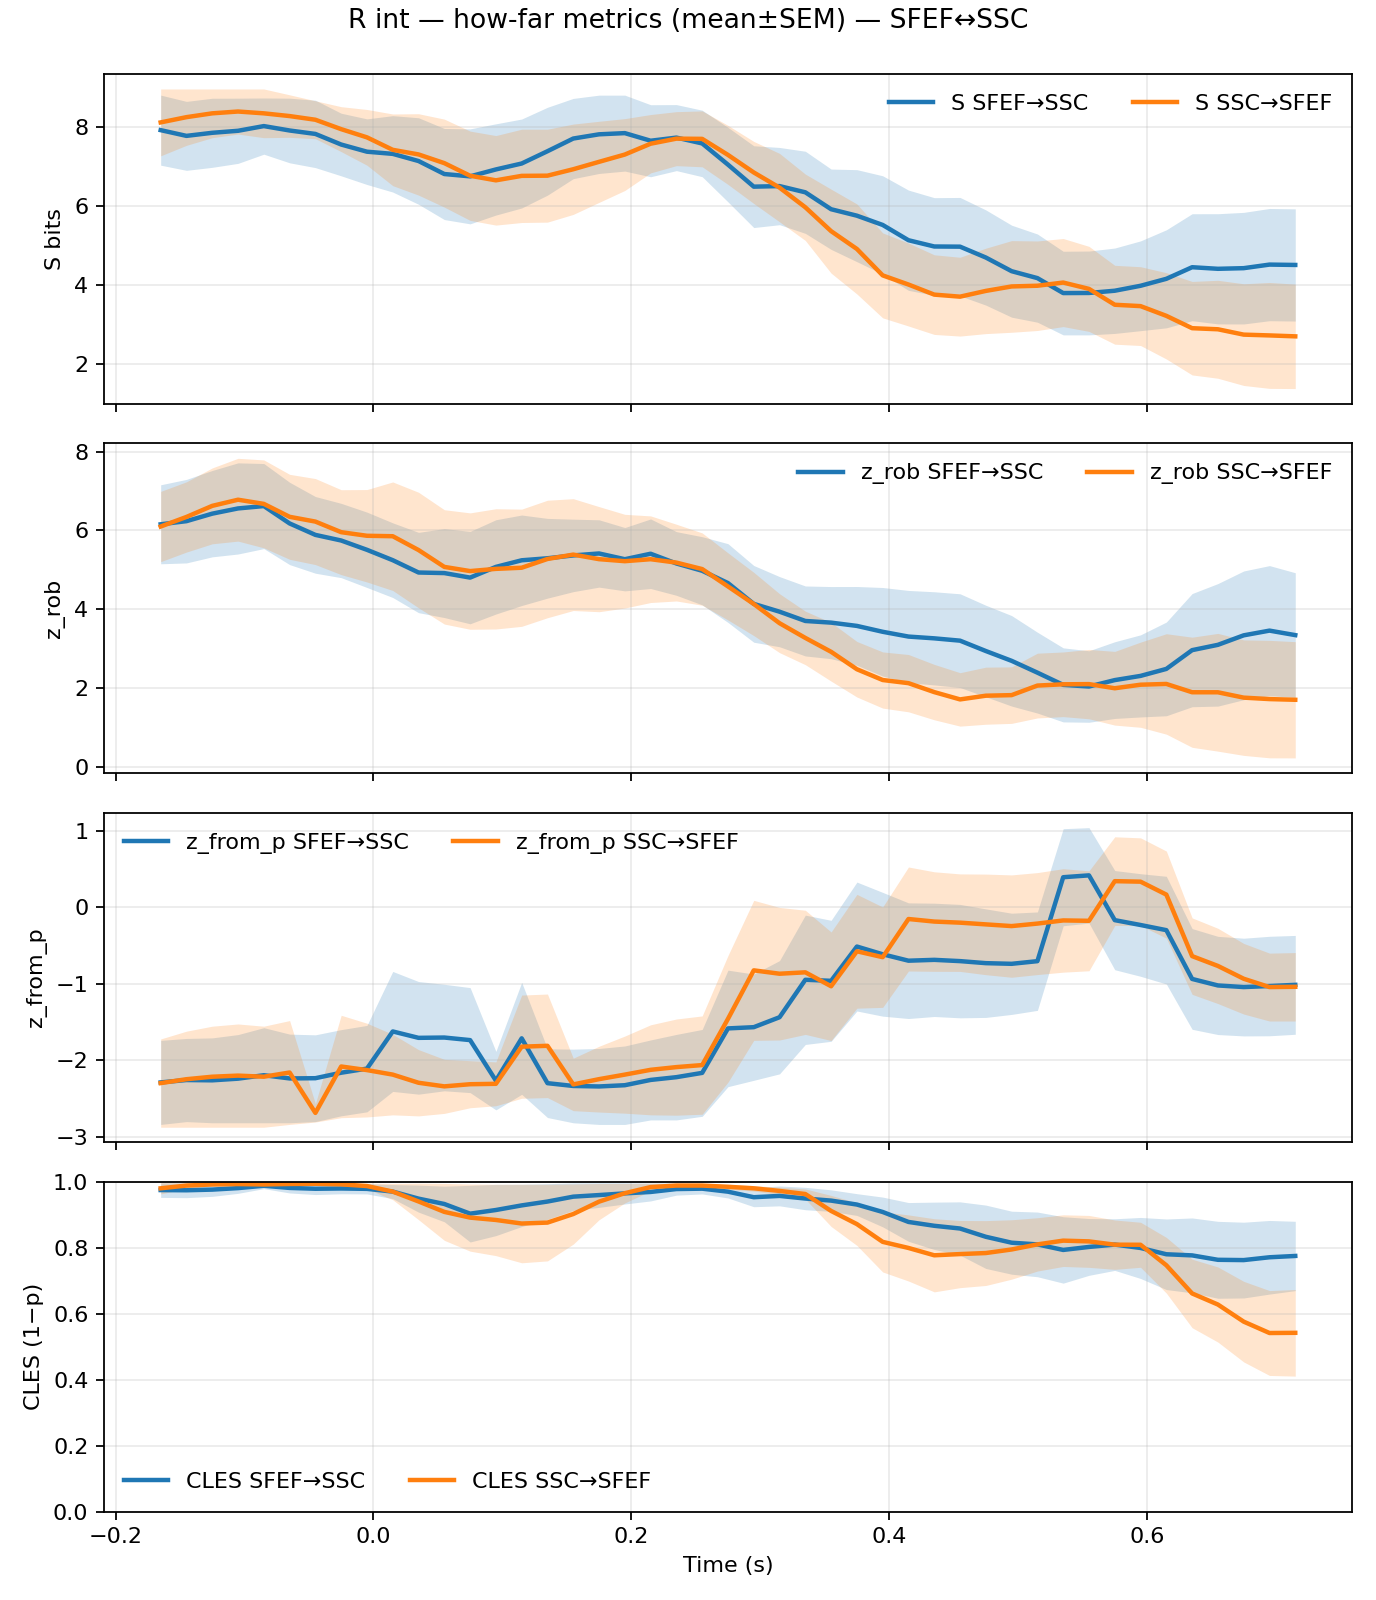 R int — how-far metrics (mean±SEM) — SFEF↔SSC
S bits
8
6
4
2
S SFEF→SSC
S SSC→SFEF
z_rob
8
6
4
2
0
z_rob SFEF→SSC
z_rob SSC→SFEF
z_from_p
1
0
−1
−2
−3
z_from_p SFEF→SSC
z_from_p SSC→SFEF
CLES (1−p)
1.0
0.8
0.6
0.4
0.2
0.0
CLES SFEF→SSC
CLES SSC→SFEF
−0.2
0.0
0.2
0.4
0.6
Time (s)